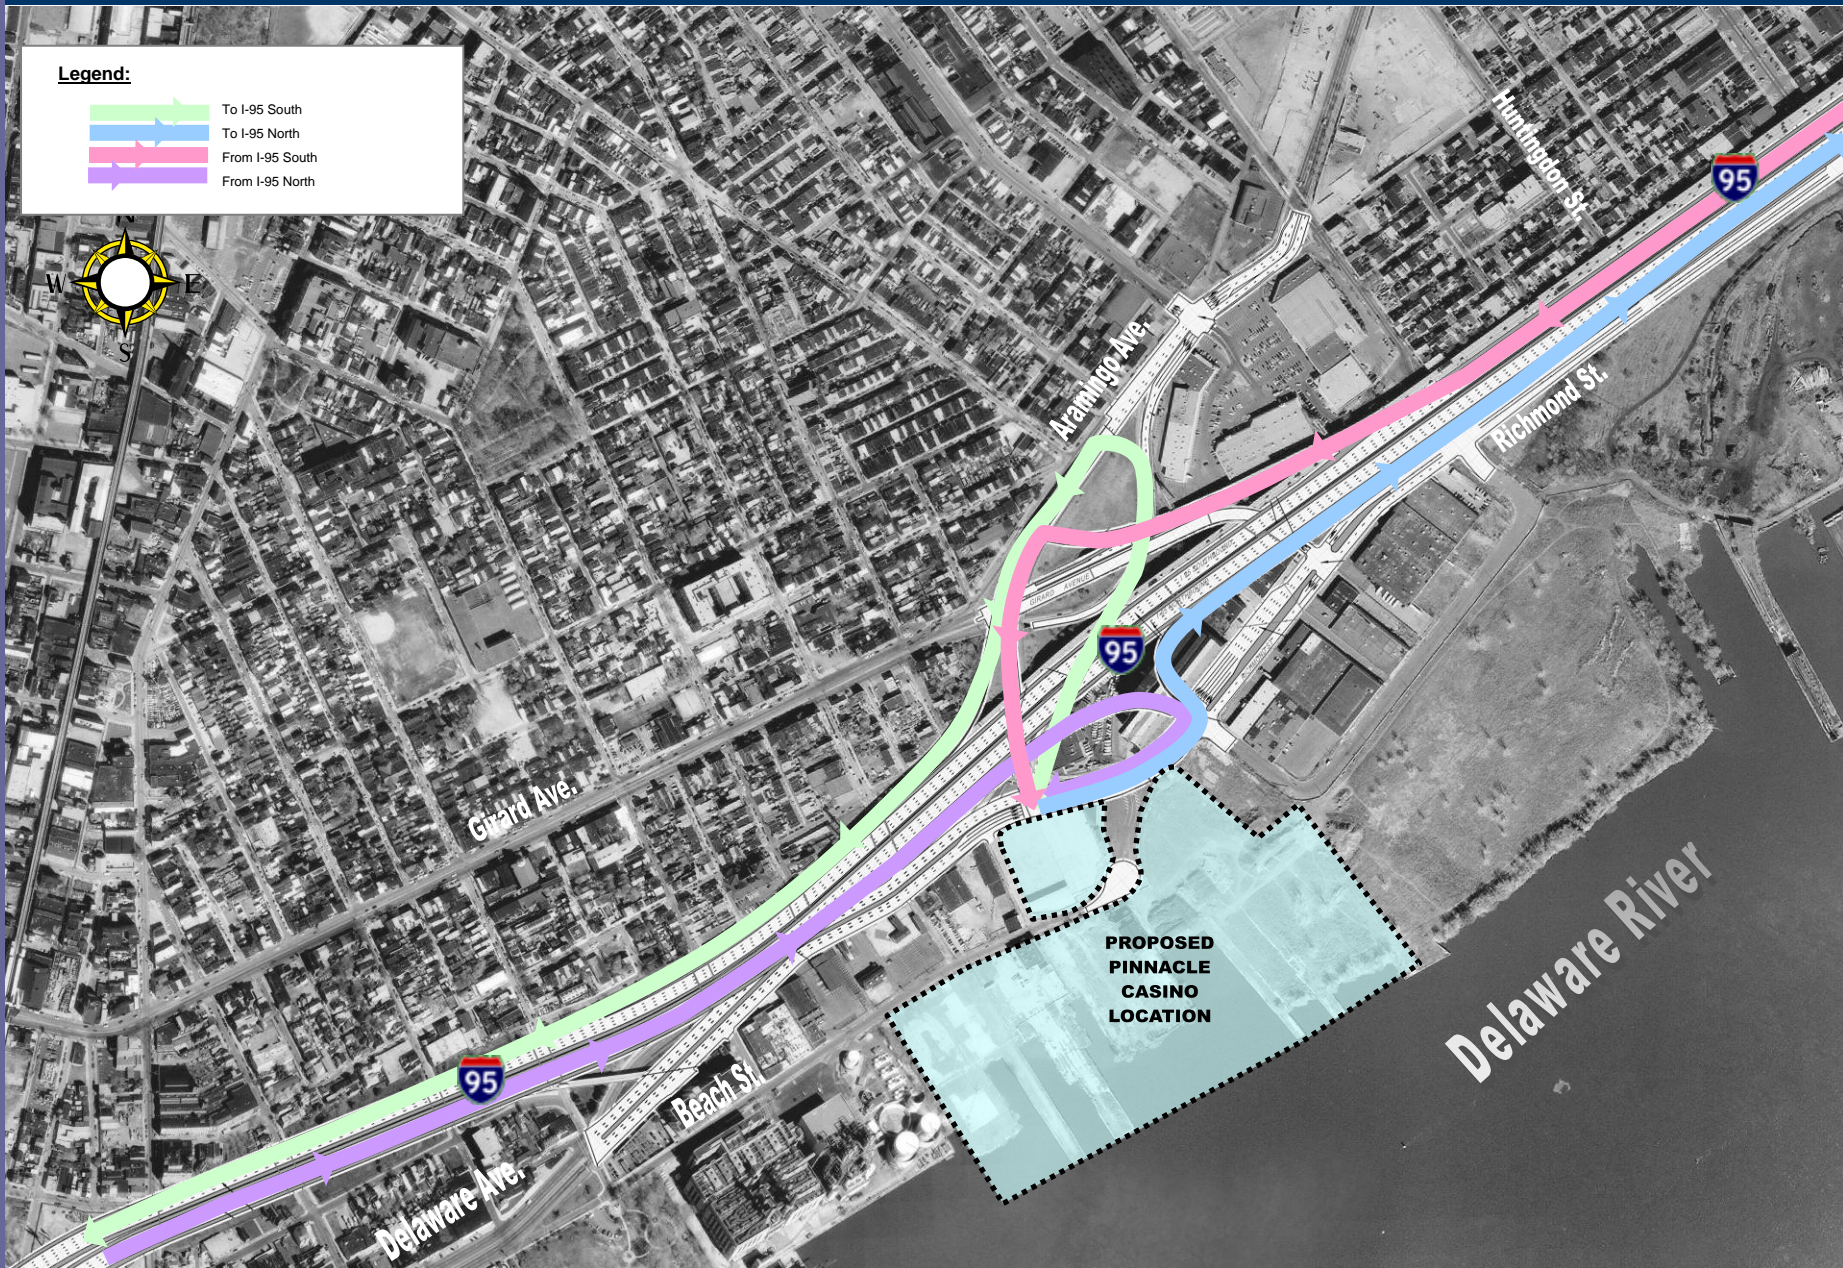 Legend:
To I-95 South
To I-95 North
From I-95 South
From I-95 North
N
W
E
S
Huntingdon St.
95
Aramingo Ave.
Richmond St.
GIRARD AVENUE
95
Girard Ave.
PROPOSED
PINNACLE
CASINO
LOCATION
Delaware River
95
Beach St.
Delaware Ave.